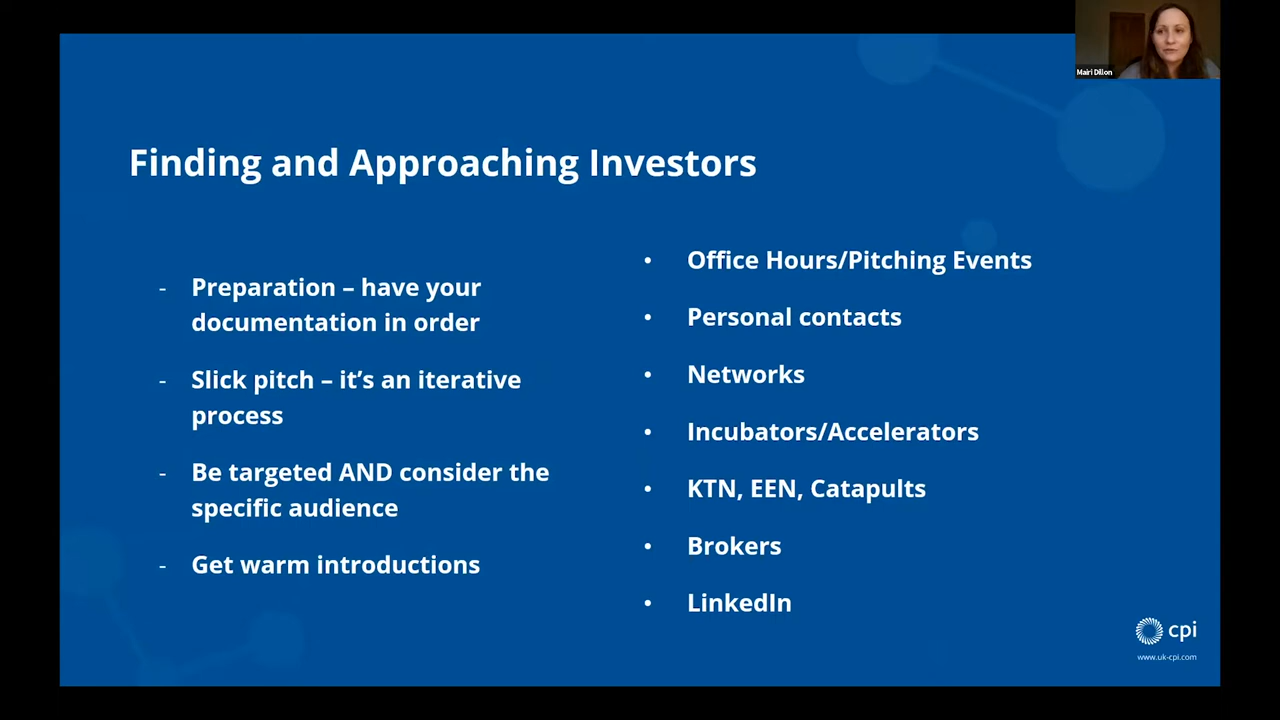 Mairi Dillon
Finding and Approaching Investors
- Preparation – have your
documentation in order
- Slick pitch – it’s an iterative
process
- Be targeted AND consider the
specific audience
- Get warm introductions
• Office Hours/Pitching Events
• Personal contacts
• Networks
• Incubators/Accelerators
• KTN, EEN, Catapults
• Brokers
• LinkedIn
cpi
www.uk-cpi.com